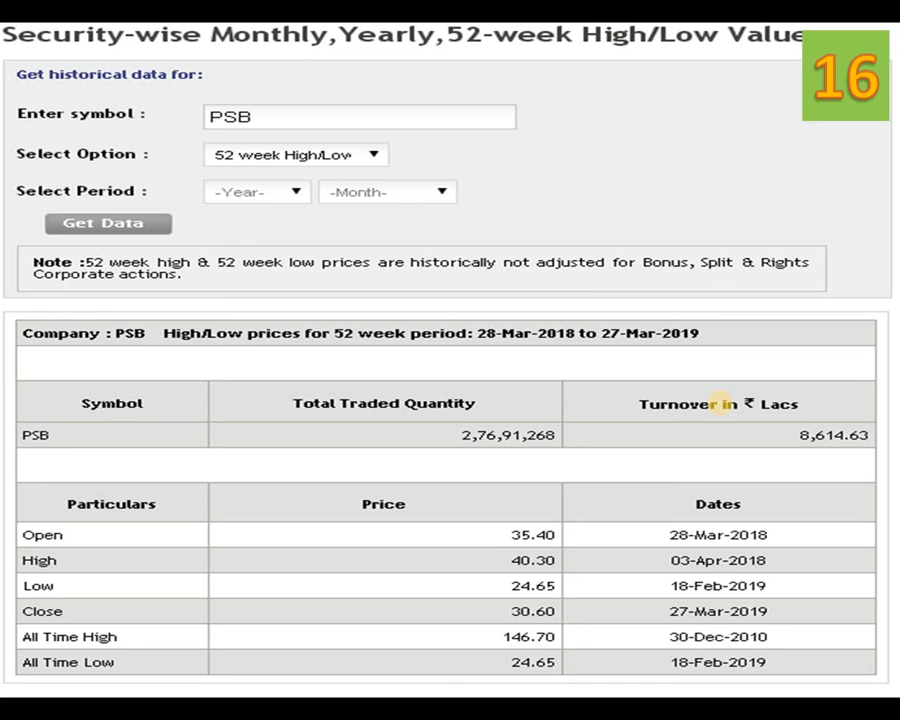 Security-wise Monthly,Yearly,52-week High/Low Value
16
Get historical data for:
Enter symbol : PSB
Select Option : 52 week High/Low
Select Period : -Year- -Month-
Get Data
Note :52 week high & 52 week low prices are historically not adjusted for Bonus, Split & Rights
Corporate actions.
Company : PSB High/Low prices for 52 week period: 28-Mar-2018 to 27-Mar-2019
Symbol Total Traded Quantity Turnover in ₹ Lacs
PSB 2,76,91,268 8,614.63
Particulars Price Dates
Open 35.40 28-Mar-2018
High 40.30 03-Apr-2018
Low 24.65 18-Feb-2019
Close 30.60 27-Mar-2019
All Time High 146.70 30-Dec-2010
All Time Low 24.65 18-Feb-2019